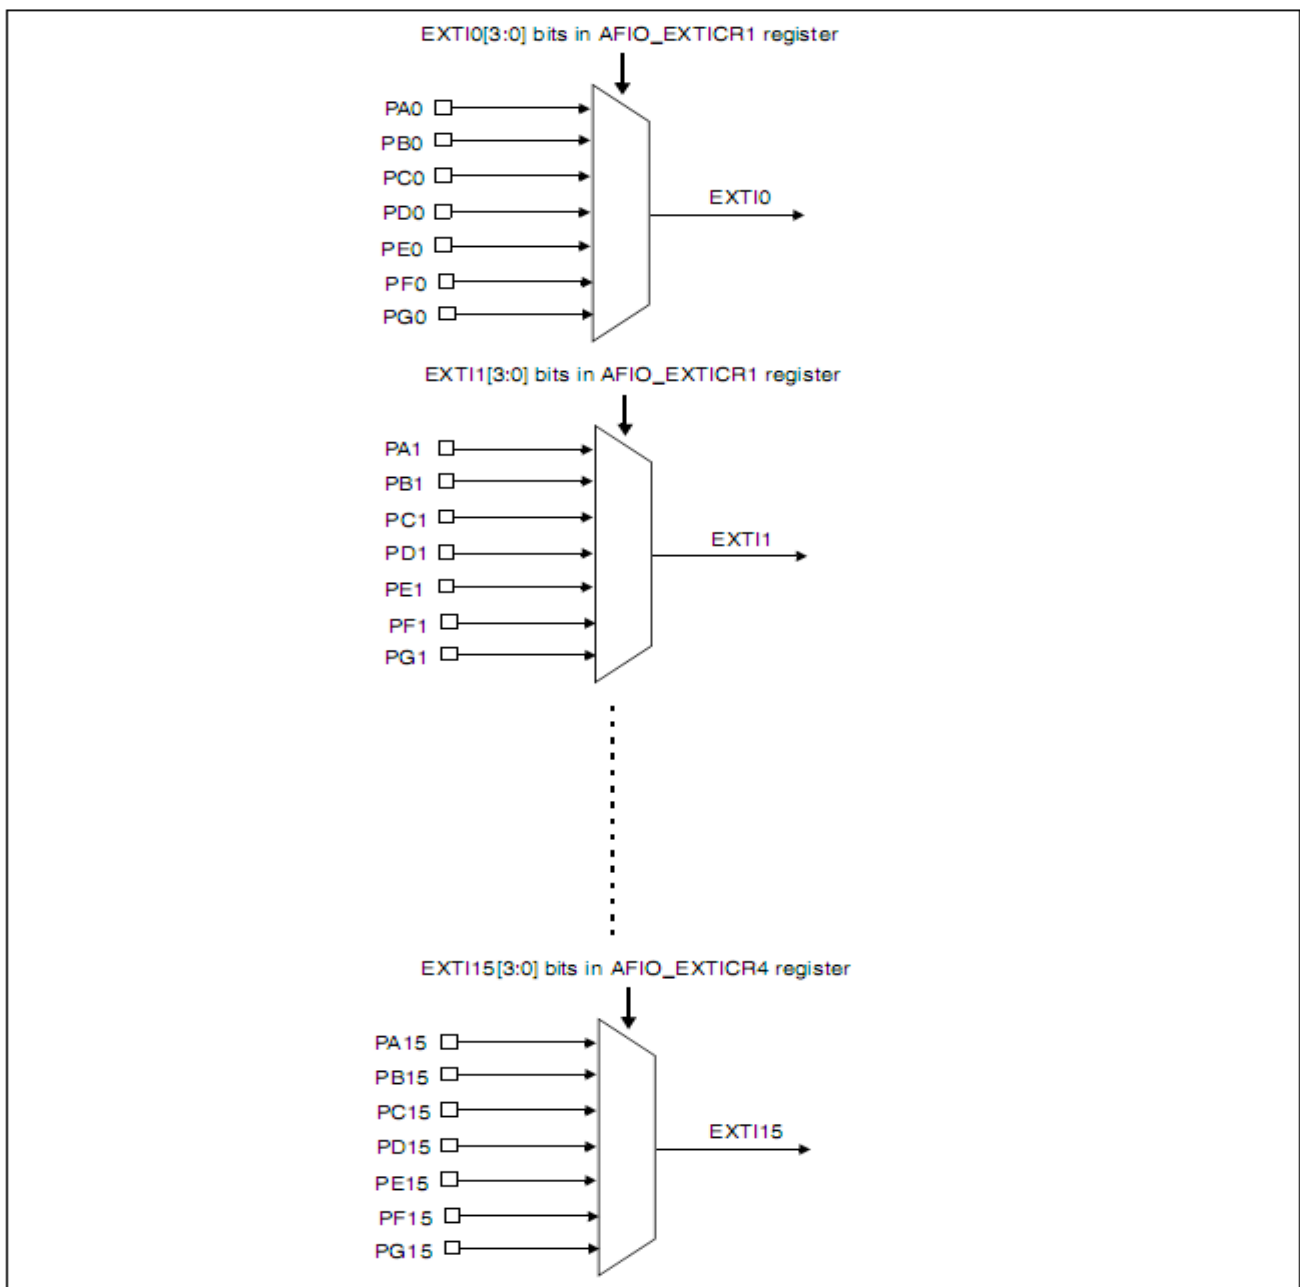 EXTI0[3:0] bits in AFIO_EXTICR1 register
PA0
PB0
PC0
PD0
PE0
PF0
PG0
EXTI0
EXTI1[3:0] bits in AFIO_EXTICR1 register
PA1
PB1
PC1
PD1
PE1
PF1
PG1
EXTI1
EXTI15[3:0] bits in AFIO_EXTICR4 register
PA15
PB15
PC15
PD15
PE15
PF15
PG15
EXTI15